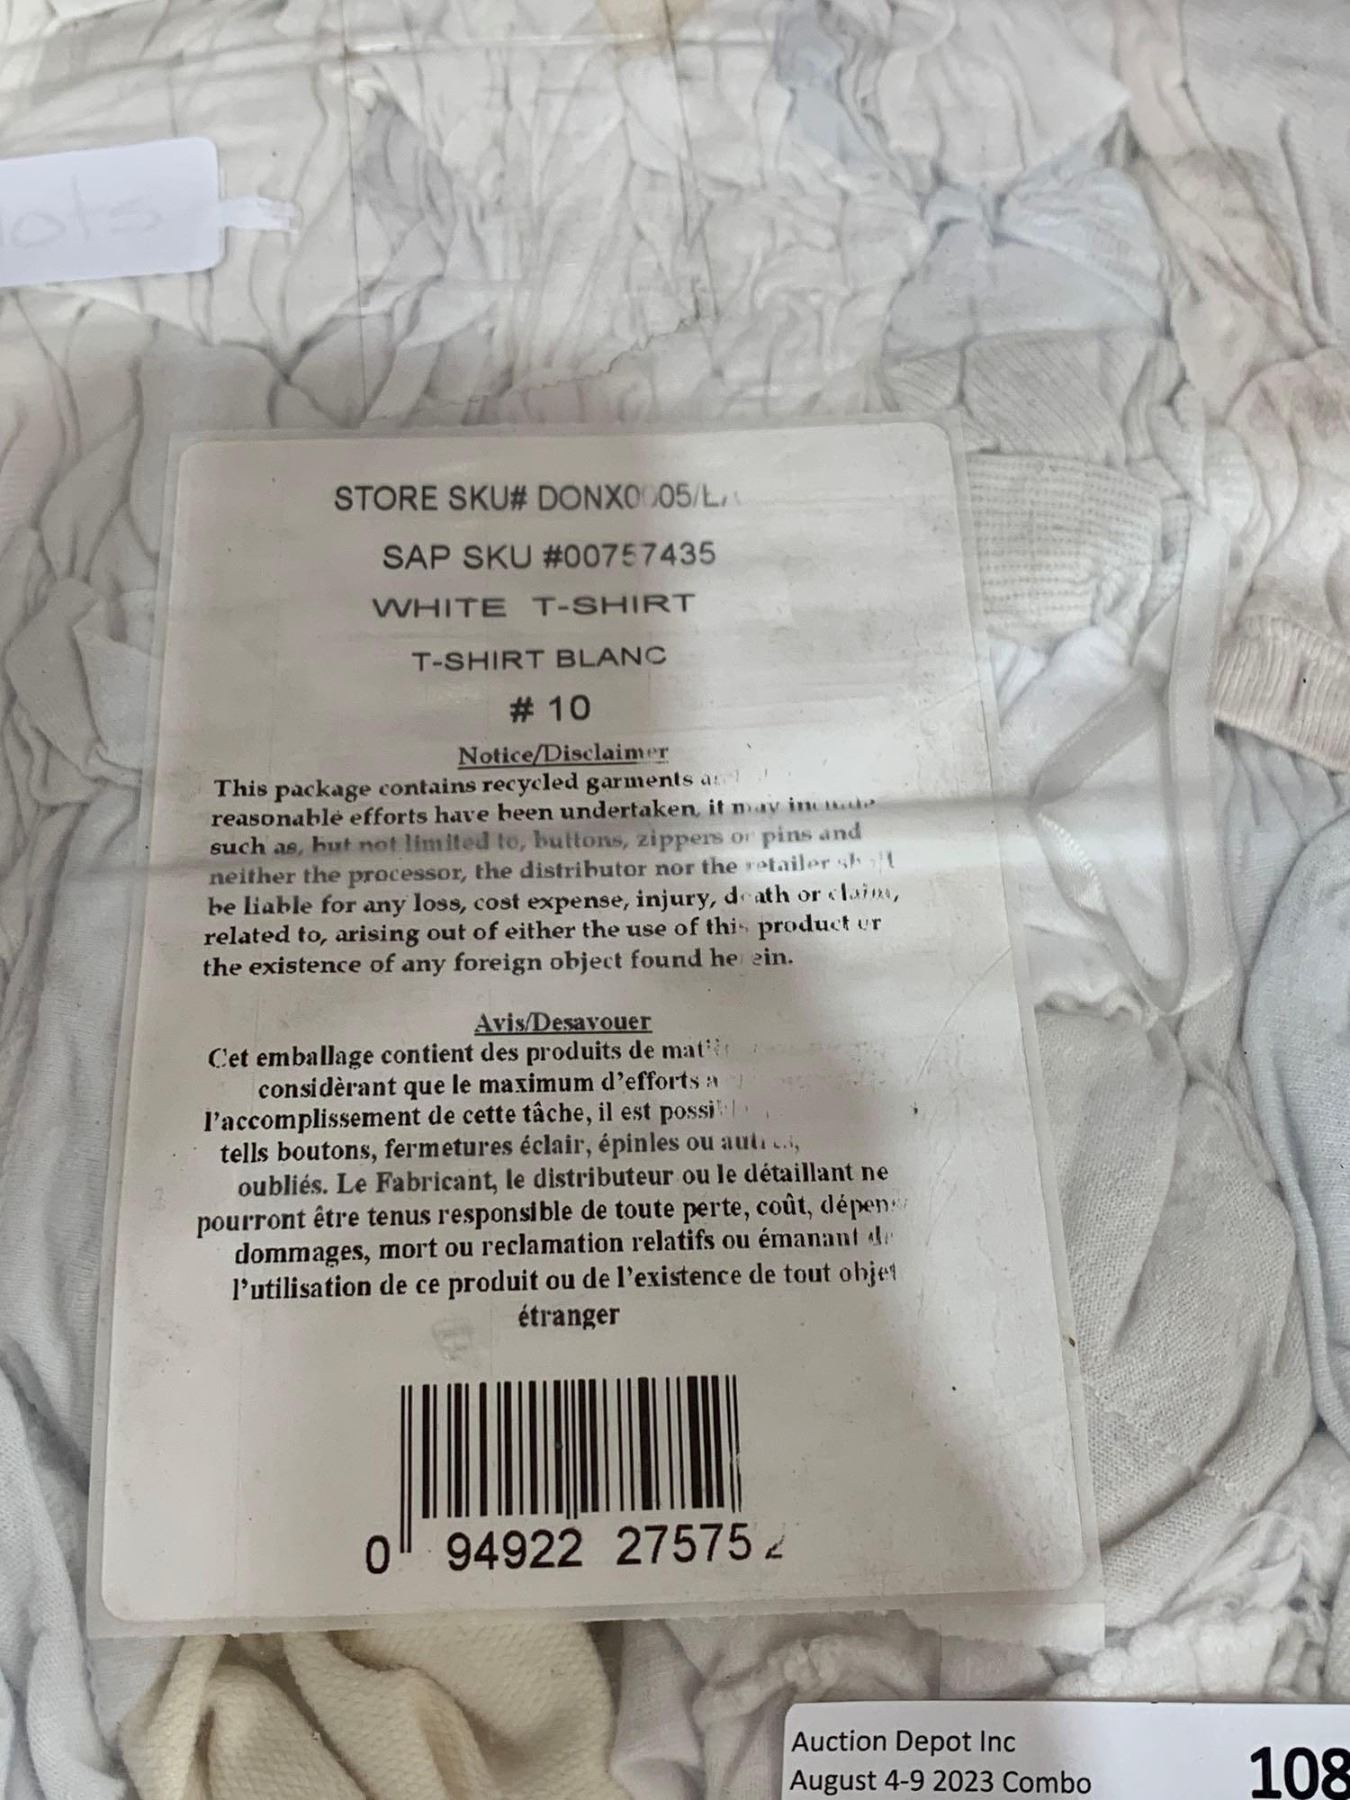 STORE SKU# DONX0005/L
SAP SKU #00757435
WHITE T-SHIRT
T-SHIRT BLANC
# 10
Notice/Disclaimer
This package contains recycled garments
reasonable efforts have been undertaken, it may include
such as, but not limited to, buttons, zippers or pins and
neither the processor, the distributor nor the retailer shall
be liable for any loss, cost expense, injury, death or claim,
related to, arising out of either the use of this product or
the existence of any foreign object found herein.
Avis/Desavouer
Cet emballage contient des produits de
considèrant que le maximum d'efforts a
l'accomplissement de cette tâche, il est
tells boutons, fermetures éclair, épinles ou autres,
oubliés. Le Fabricant, le distributeur ou le détaillant ne
pourront être tenus responsible de toute perte, coût,
dommages, mort ou reclamation relatifs ou émanant de
l'utilisation de ce produit ou de l'existence de tout objet
étranger
0 94922 27575 2
Auction Depot Inc
August 4-9 2023 Combo
108